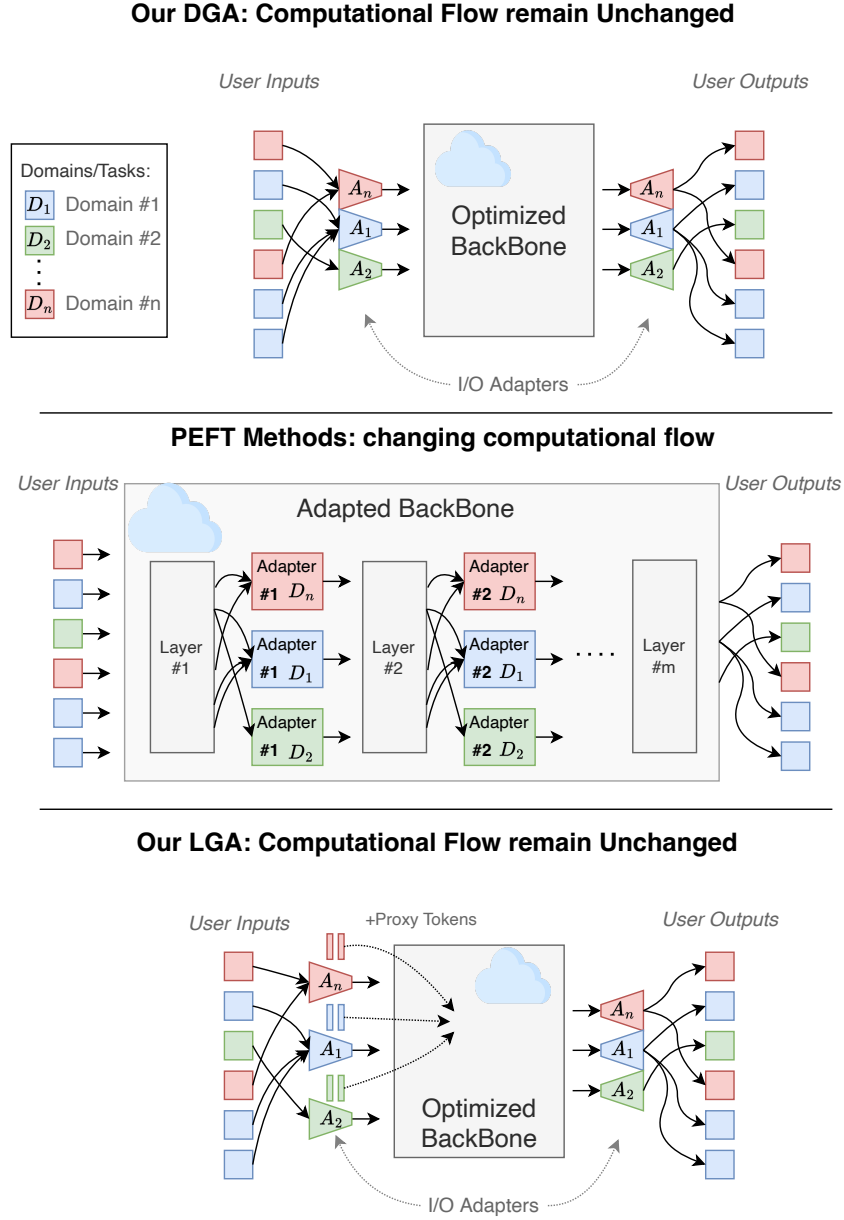 Our DGA: Computational Flow remain Unchanged
User Inputs
User Outputs
Domains/Tasks:
D₁ Domain #1
D₂ Domain #2
Dₙ Domain #n
Aₙ
A₁
A₂
Optimized
BackBone
Aₙ
A₁
A₂
I/O Adapters
PEFT Methods: changing computational flow
User Inputs
User Outputs
Adapted BackBone
Layer
#1
Adapter
#1 Dₙ
Adapter
#1 D₁
Adapter
#1 D₂
Layer
#2
Adapter
#2 Dₙ
Adapter
#2 D₁
Adapter
#2 D₂
....
Layer
#m
Our LGA: Computational Flow remain Unchanged
User Inputs
+Proxy Tokens
User Outputs
Aₙ
A₁
A₂
Optimized
BackBone
Aₙ
A₁
A₂
I/O Adapters